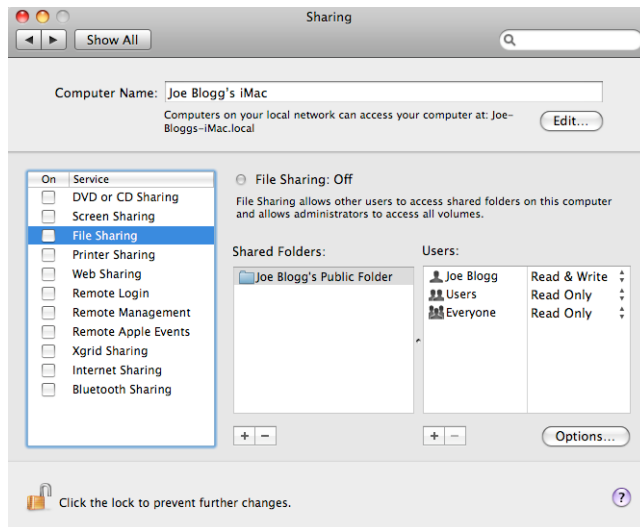 Sharing
Show All
Computer Name: Joe Blogg's iMac
Computers on your local network can access your computer at: Joe-
Bloggs-iMac.local
Edit...
On Service
DVD or CD Sharing
Screen Sharing
File Sharing
Printer Sharing
Web Sharing
Remote Login
Remote Management
Remote Apple Events
Xgrid Sharing
Internet Sharing
Bluetooth Sharing
File Sharing: Off
File Sharing allows other users to access shared folders on this computer
and allows administrators to access all volumes.
Shared Folders:
Joe Blogg's Public Folder
Users:
Joe Blogg Read & Write
Users Read Only
Everyone Read Only
+ −
+ −
Options...
Click the lock to prevent further changes.
?